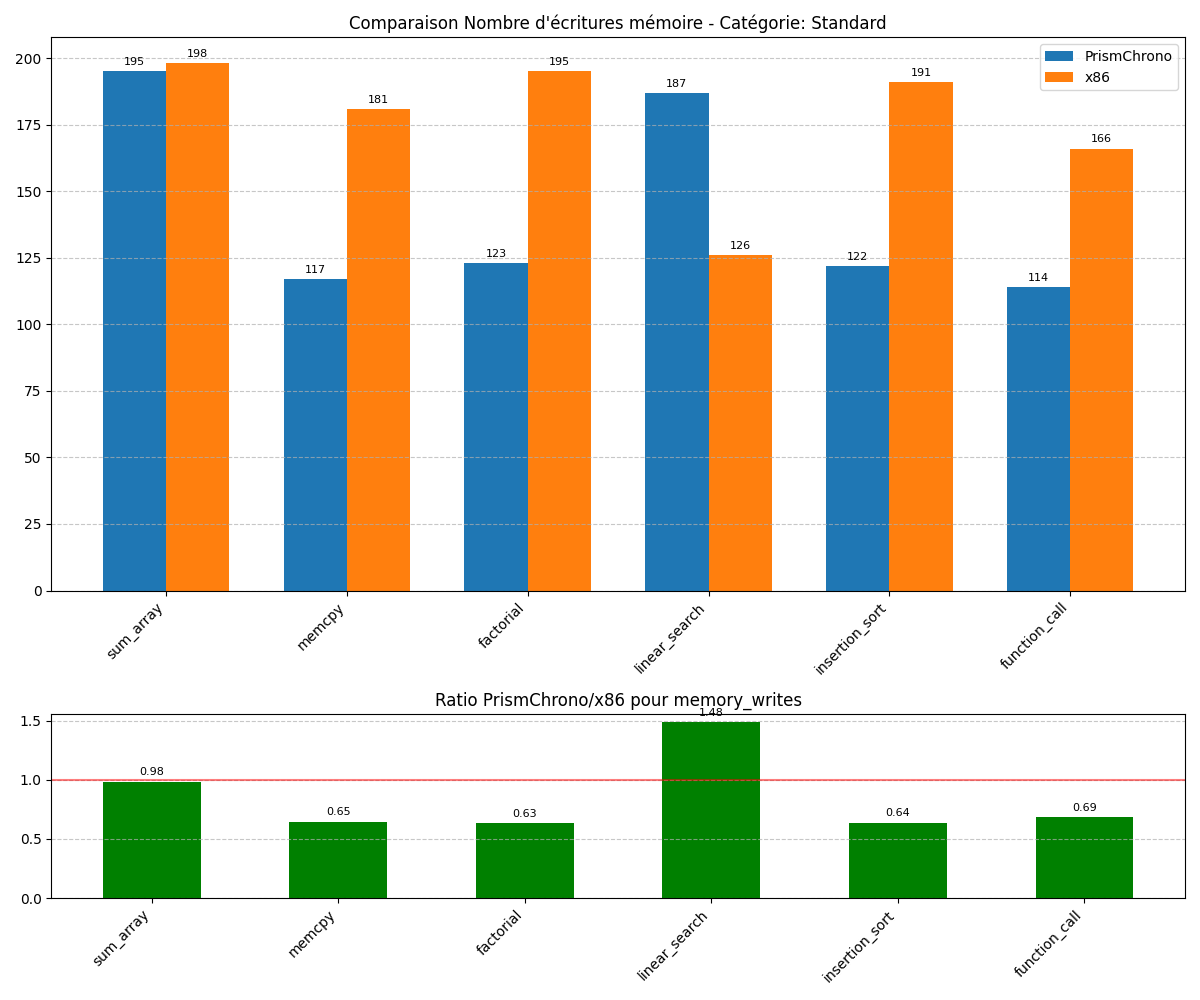 Comparaison Nombre d'écritures mémoire - Catégorie: Standard
PrismChrono
x86
200
175
150
125
100
75
50
25
0
195 198
117 181
123 195
187 126
122 191
114 166
sum_array
memcpy
factorial
linear_search
insertion_sort
function_call
Ratio PrismChrono/x86 pour memory_writes
1.5
1.0
0.5
0.0
0.98
0.65
0.63
1.48
0.64
0.69
sum_array
memcpy
factorial
linear_search
insertion_sort
function_call